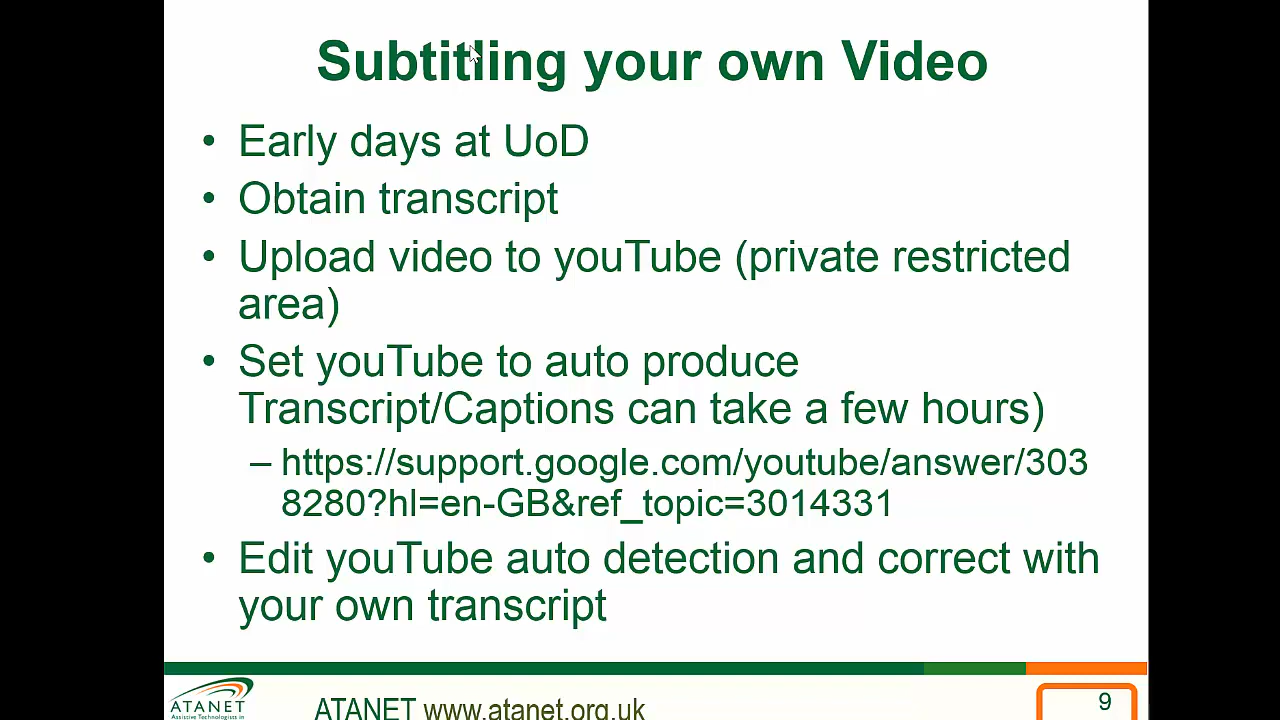 Subtitling your own Video
• Early days at UoD
• Obtain transcript
• Upload video to youTube (private restricted
area)
• Set youTube to auto produce
Transcript/Captions can take a few hours)
– https://support.google.com/youtube/answer/303
8280?hl=en-GB&ref_topic=3014331
• Edit youTube auto detection and correct with
your own transcript
ATANET
Assistive Technologists in
ATANET www.atanet.org.uk
9